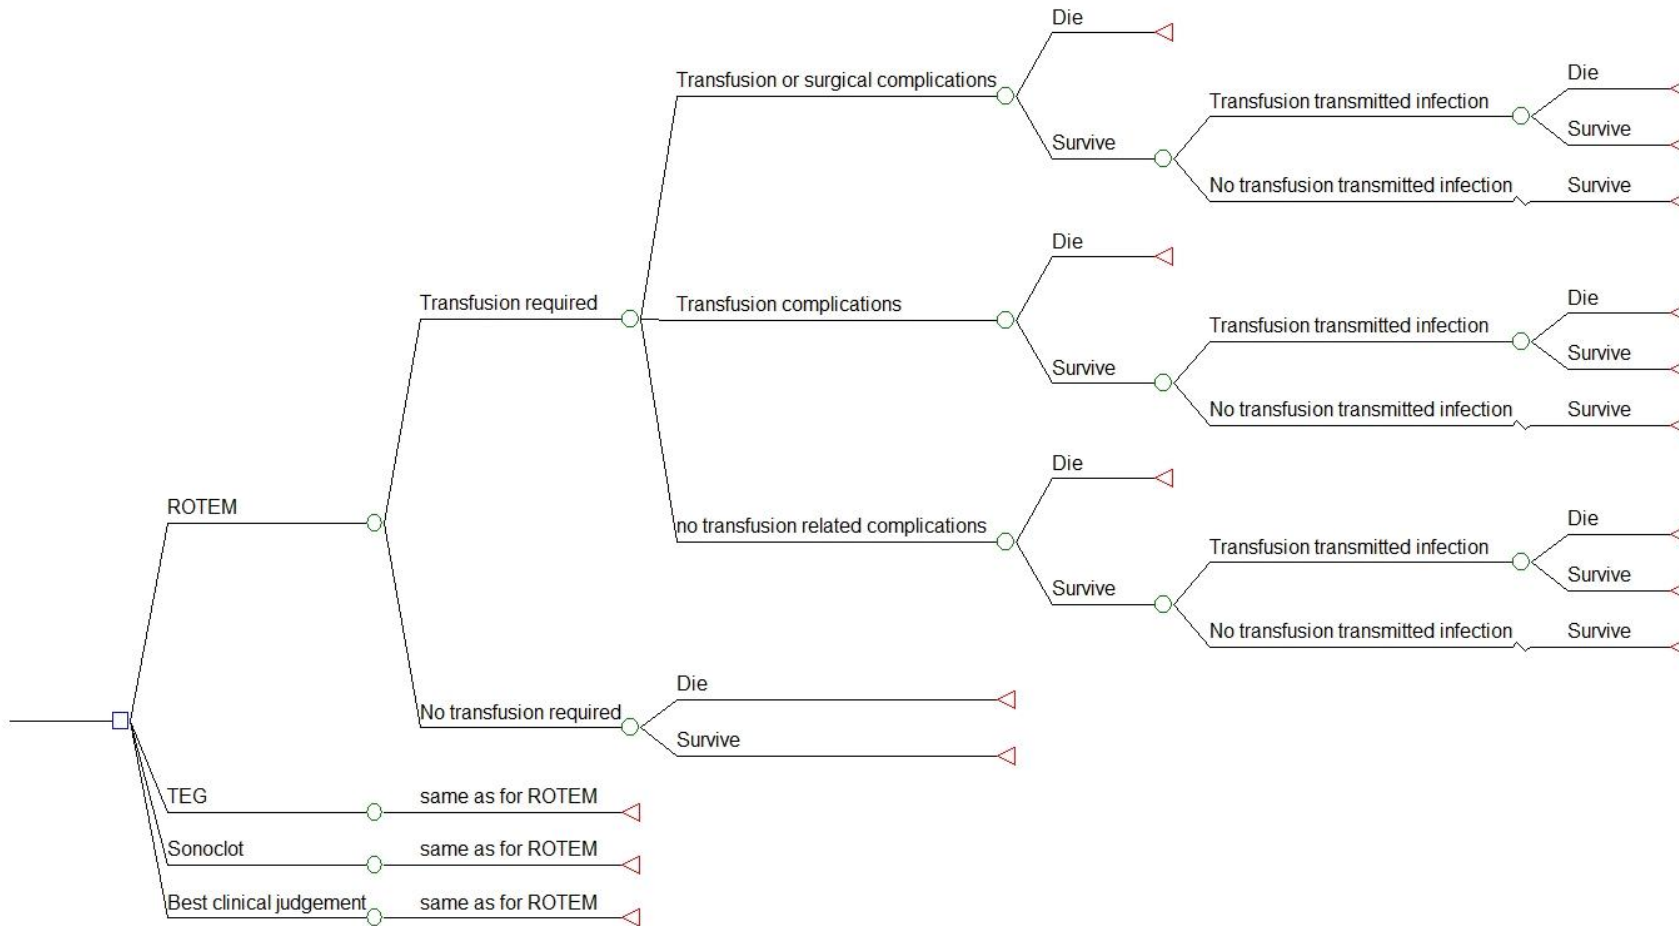 Die
Transfusion or surgical complications
Die
Transfusion transmitted infection
Survive
Survive
No transfusion transmitted infection
Survive
Die
Transfusion required
Transfusion complications
Die
Transfusion transmitted infection
Survive
Survive
No transfusion transmitted infection
Survive
Die
ROTEM
no transfusion related complications
Die
Transfusion transmitted infection
Survive
Survive
No transfusion transmitted infection
Survive
No transfusion required
Die
Survive
TEG
same as for ROTEM
Sonoclot
same as for ROTEM
Best clinical judgement
same as for ROTEM